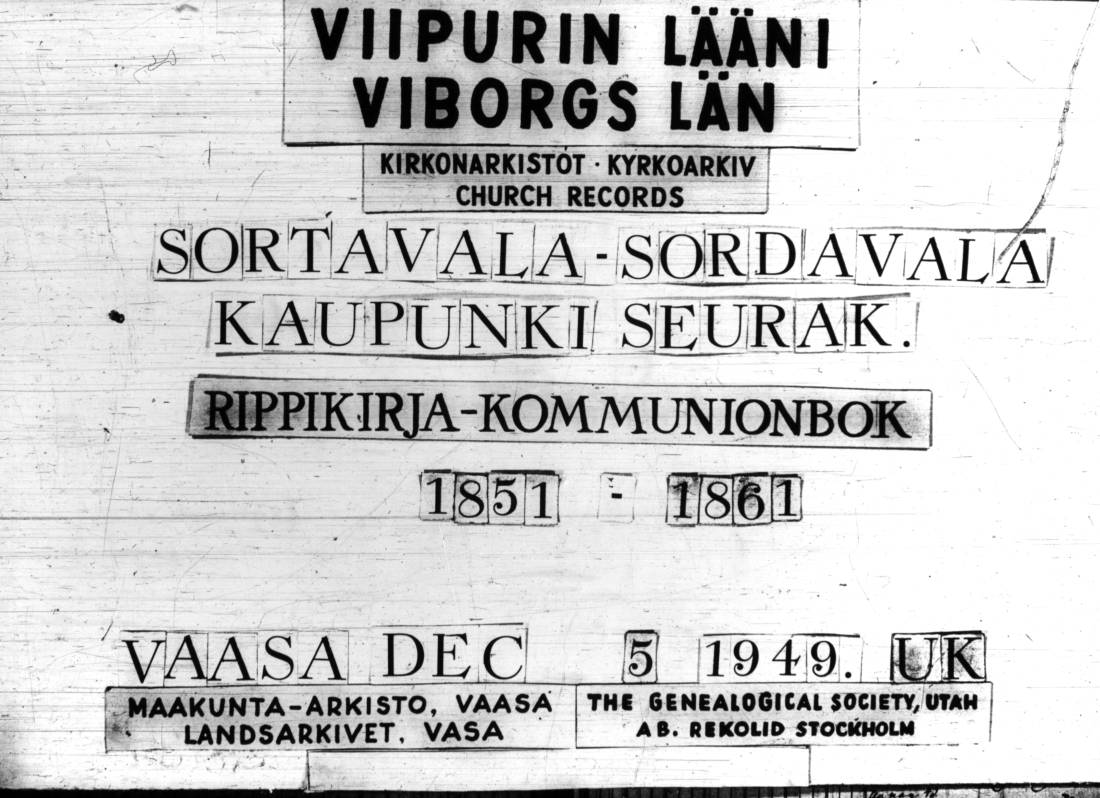 VIIPURIN LÄÄNI
VIBORGS LÄN
KIRKONARKISTOT · KYRKOARKIV
CHURCH RECORDS
SORTAVALA - SORDAVALA
KAUPUNKI SEURAK.
RIPPIKIRJA-KOMMUNIONBOK
1851 - 1861
VAASA DEC 5 1949. UK
MAAKUNTA-ARKISTO, VAASA
LANDSARKIVET, VASA
THE GENEALOGICAL SOCIETY, UTAH
AB. REKOLID STOCKHOLM